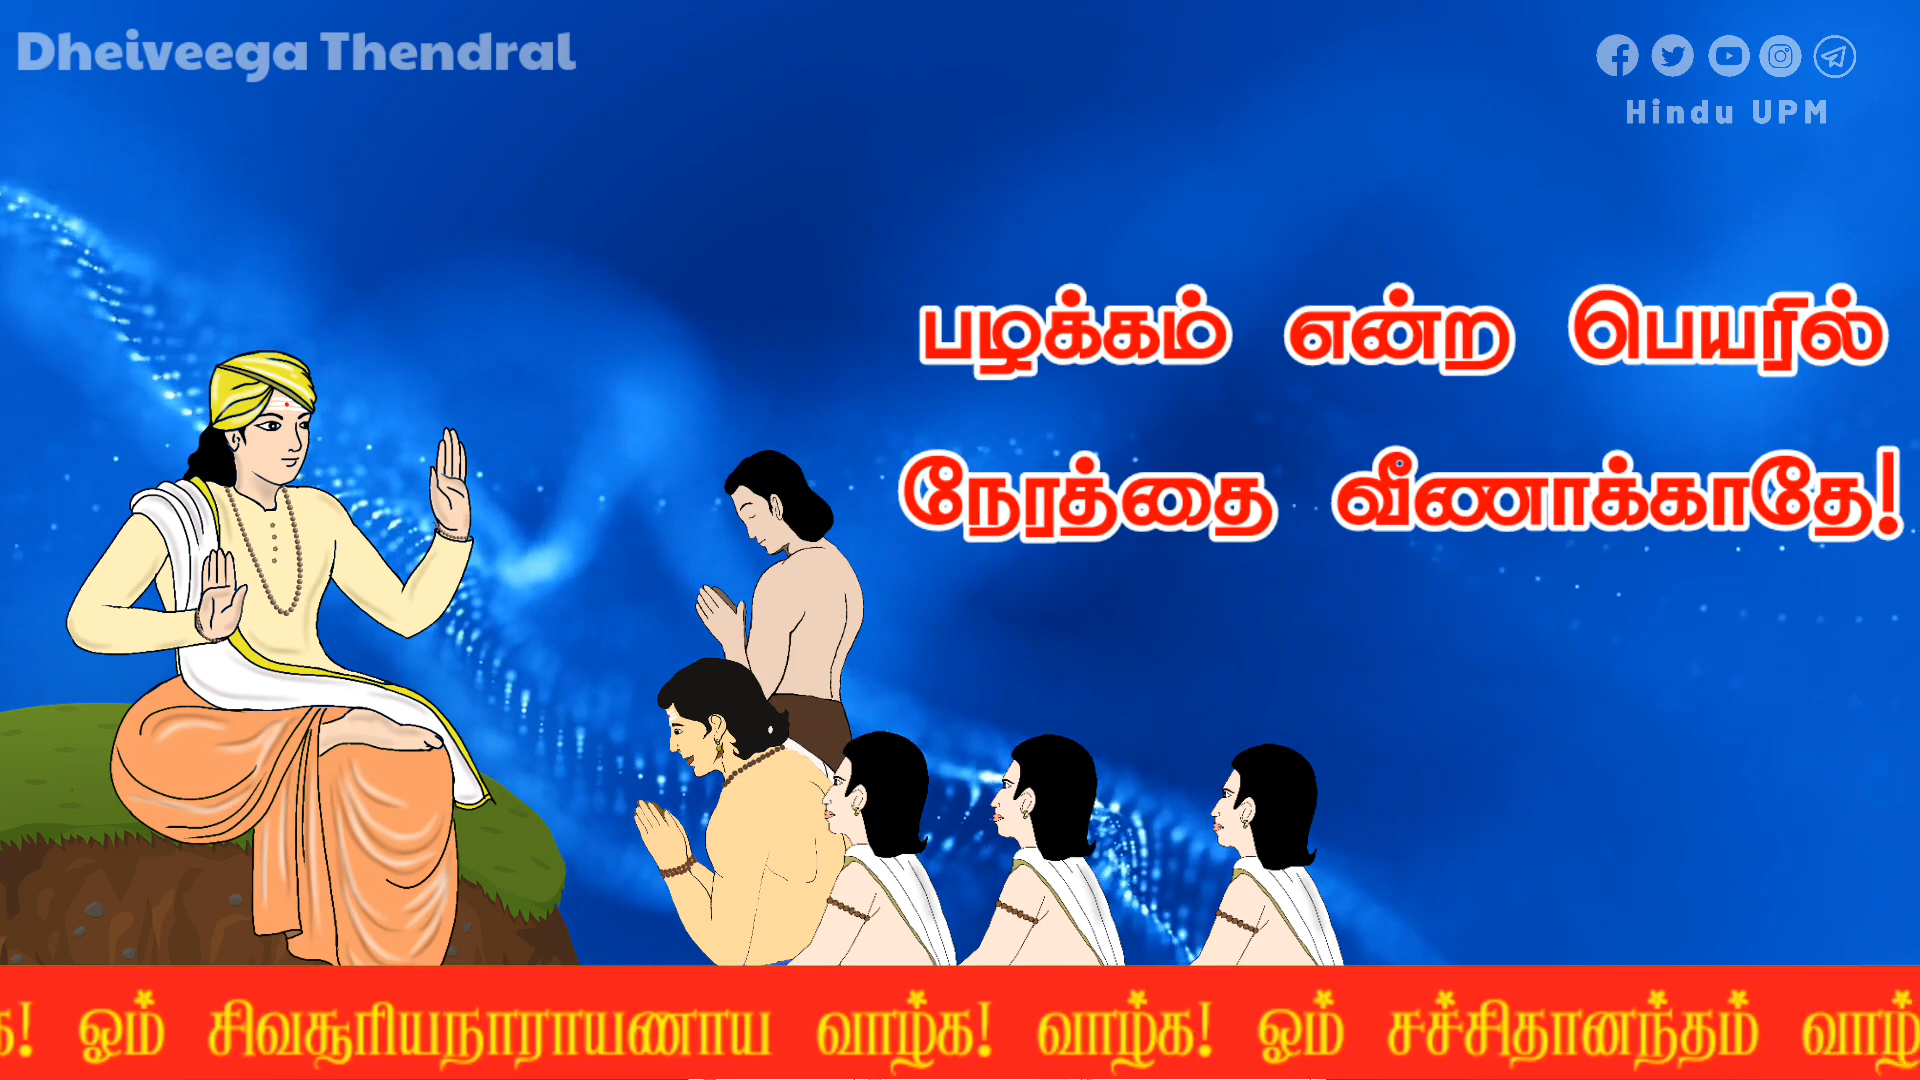 Dheiveega Thendral
Hindu UPM
பழக்கம் என்ற பெயரில்
நேரத்தை வீணாக்காதே!
! ஓம் சிவசூரியநாராயணாய வாழ்க! வாழ்க! ஓம் சச்சிதானந்தம்